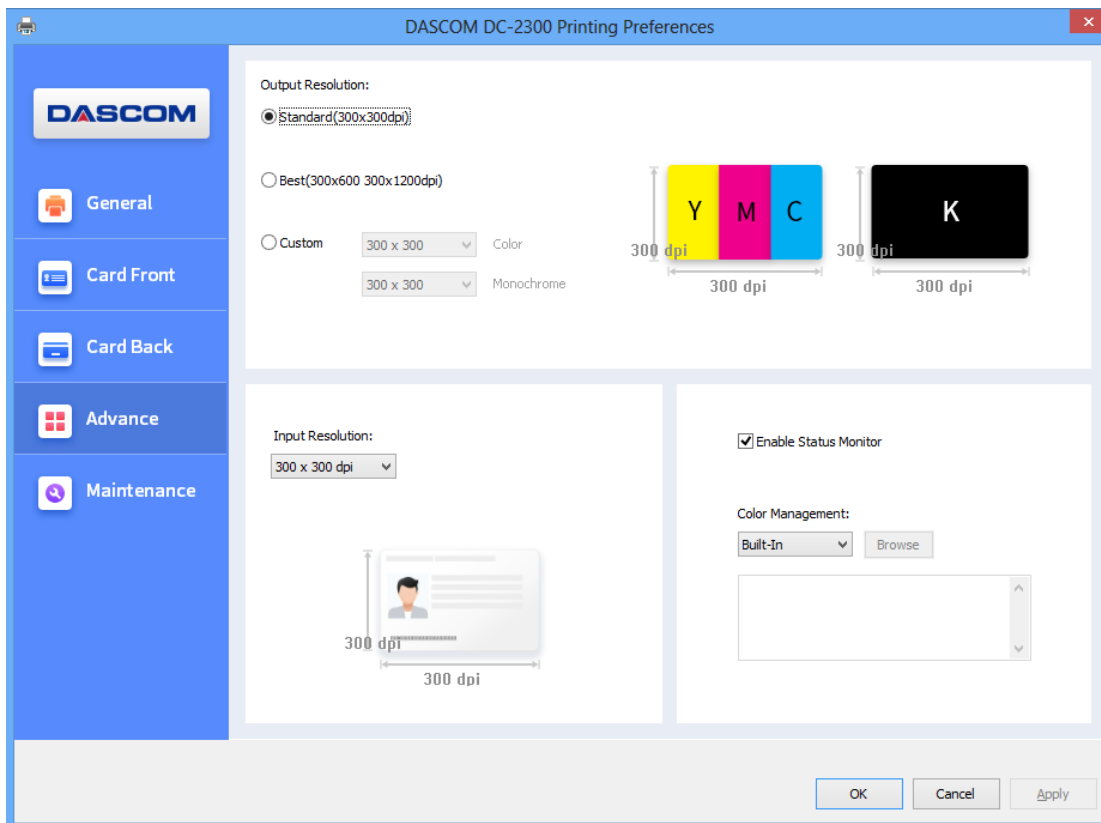 DASCOM DC-2300 Printing Preferences
DASCOM
General
Card Front
Card Back
Advance
Maintenance
Output Resolution:
Standard(300x300dpi)
Best(300x600 300x1200dpi)
Custom
300 x 300
Color
300 x 300
Monochrome
Y M C
300 dpi
300 dpi
K
300 dpi
300 dpi
Input Resolution:
300 x 300 dpi
300 dpi
300 dpi
Enable Status Monitor
Color Management:
Built-In
Browse
OK
Cancel
Apply